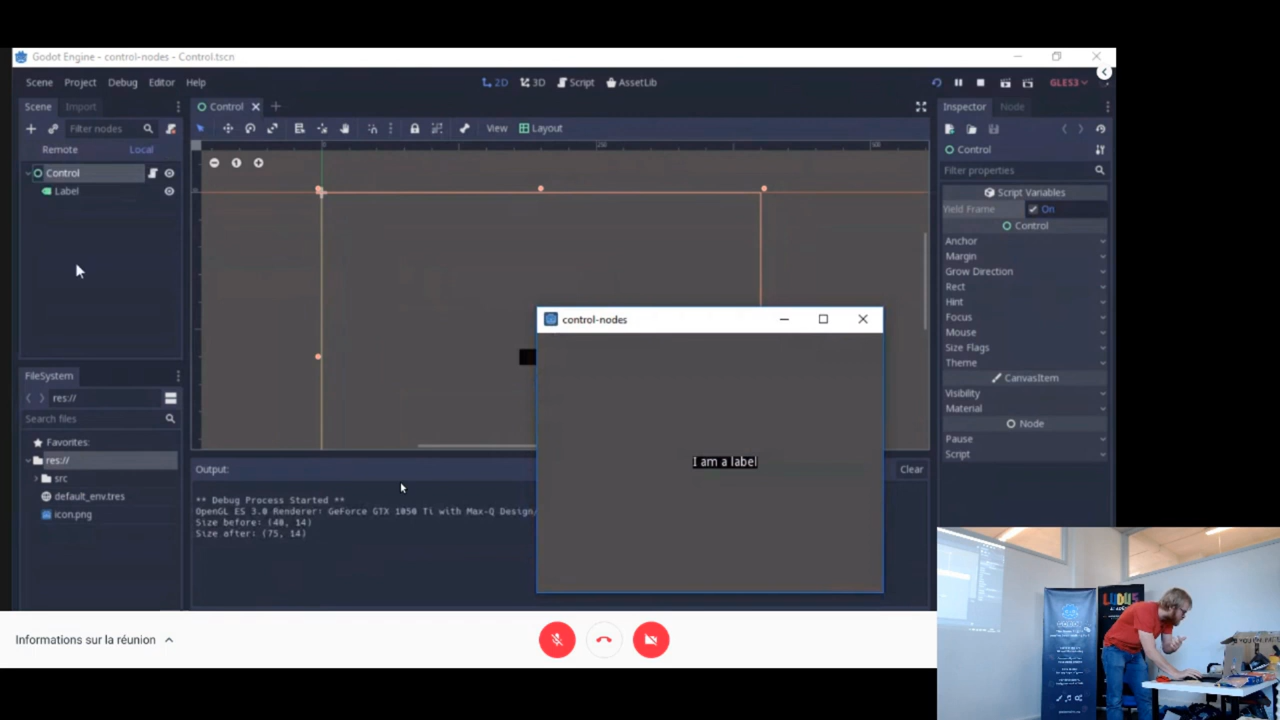 Godot Engine - control-nodes - Control.tscn
Scene Project Debug Editor Help
2D 3D Script AssetLib
GLES3
Scene Import
Control
Inspector Node
Filter nodes
View Layout
Remote Local
Control
Label
0 250 500
Control
Filter properties
Script Variables
Yield Frame On
Control
Anchor
Margin
Grow Direction
Rect
Hint
Focus
Mouse
Size Flags
Theme
CanvasItem
Visibility
Material
Node
Pause
Script
control-nodes
I am a label
FileSystem
res://
Search files
Favorites:
res://
src
default_env.tres
icon.png
Output:
Clear
** Debug Process Started **
OpenGL ES 3.0 Renderer: GeForce GTX 1050 Ti with Max-Q Design/
Size before: (40, 14)
Size after: (75, 14)
Informations sur la réunion
LUDUS